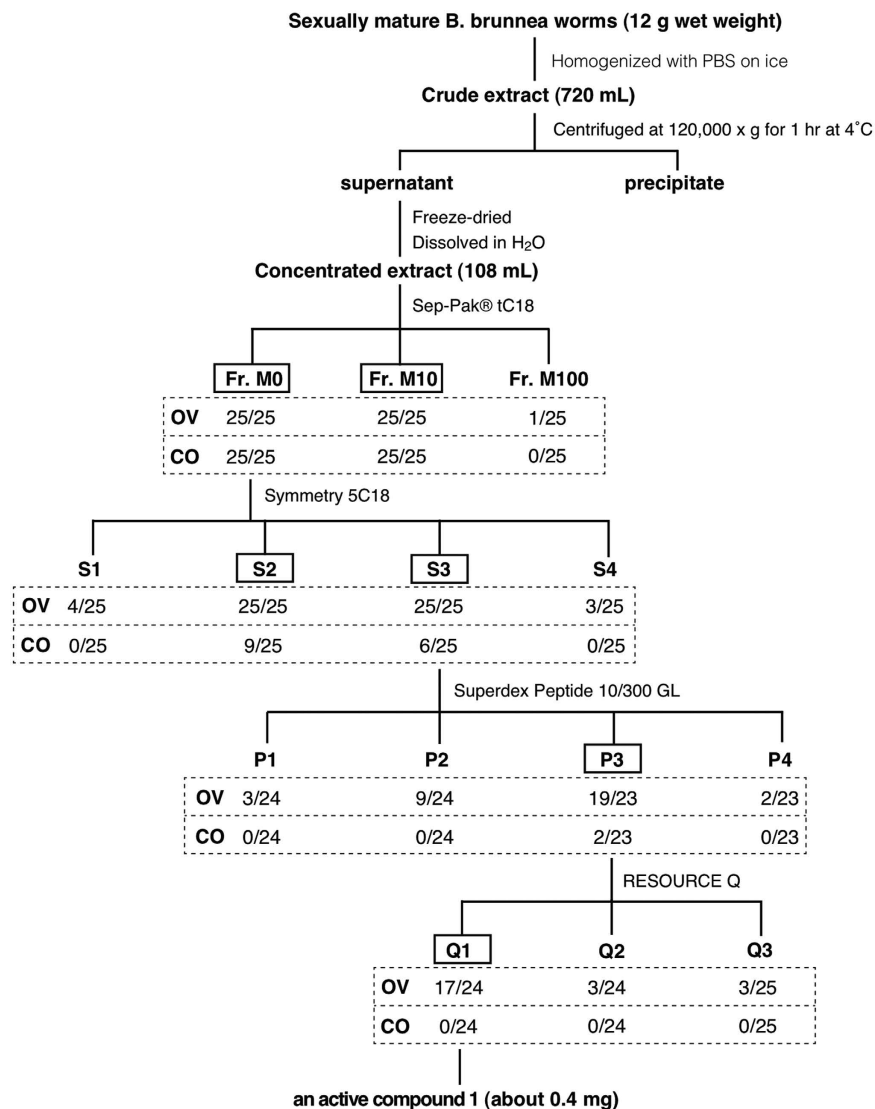 Sexually mature B. brunnea worms (12 g wet weight)
Homogenized with PBS on ice
Crude extract (720 mL)
Centrifuged at 120,000 x g for 1 hr at 4˚C
supernatant precipitate
Freeze-dried
Dissolved in H₂O
Concentrated extract (108 mL)
Sep-Pak® tC18
Fr. M0 Fr. M10 Fr. M100
OV 25/25 25/25 1/25
CO 25/25 25/25 0/25
Symmetry 5C18
S1 S2 S3 S4
OV 4/25 25/25 25/25 3/25
CO 0/25 9/25 6/25 0/25
Superdex Peptide 10/300 GL
P1 P2 P3 P4
OV 3/24 9/24 19/23 2/23
CO 0/24 0/24 2/23 0/23
RESOURCE Q
Q1 Q2 Q3
OV 17/24 3/24 3/25
CO 0/24 0/24 0/25
an active compound 1 (about 0.4 mg)